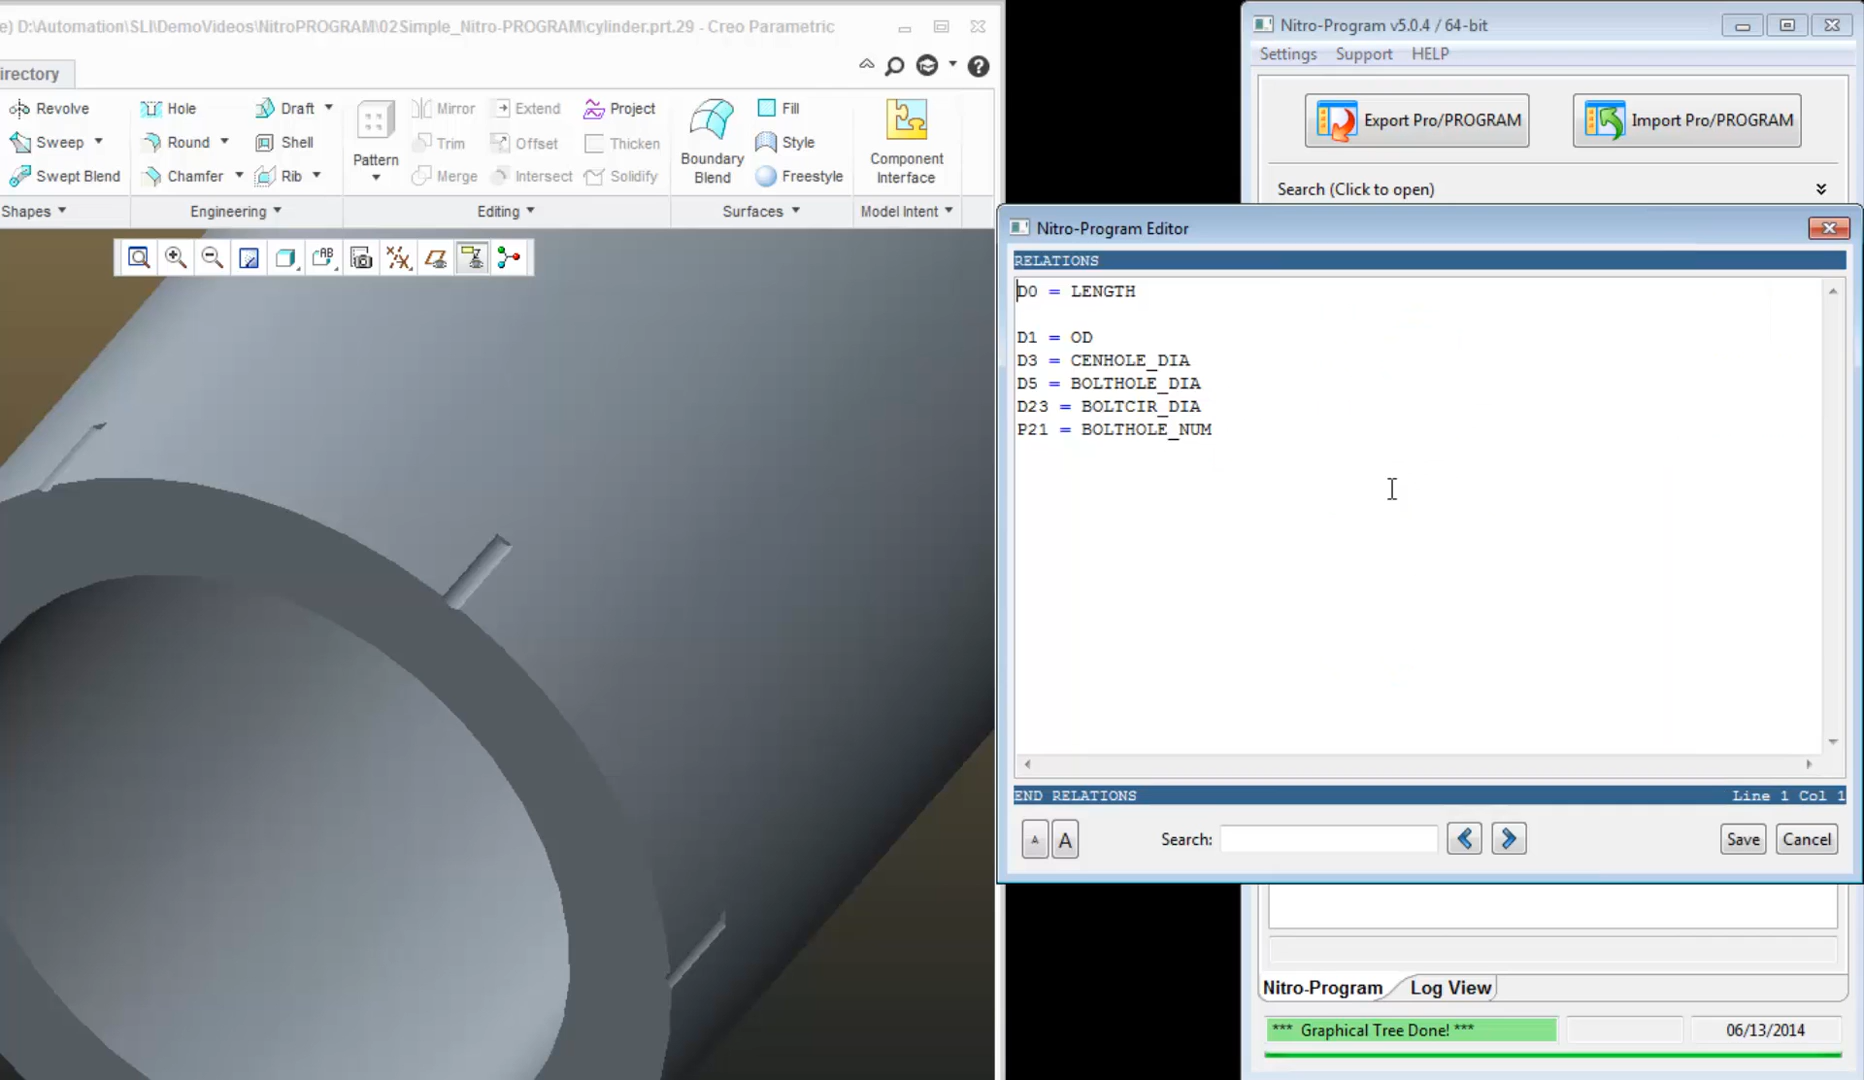 e) D:\Automation\SLI\DemoVideos\NitroPROGRAM\02Simple_Nitro-PROGRAM\cylinder.prt.29 - Creo Parametric
irectory
Revolve Hole Draft Mirror Extend Project Fill
Sweep Round Shell Trim Offset Thicken Style
Swept Blend Chamfer Rib Merge Intersect Solidify Freestyle
Pattern
Boundary Blend
Component Interface
Shapes Engineering Editing Surfaces Model Intent
Nitro-Program v5.0.4 / 64-bit
Settings Support HELP
Export Pro/PROGRAM Import Pro/PROGRAM
Search (Click to open)
Nitro-Program Editor
RELATIONS
D0 = LENGTH
D1 = OD
D3 = CENHOLE_DIA
D5 = BOLTHOLE_DIA
D23 = BOLTCIR_DIA
P21 = BOLTHOLE_NUM
END RELATIONS Line 1 Col 1
A A Search: Save Cancel
Nitro-Program Log View
*** Graphical Tree Done! *** 06/13/2014